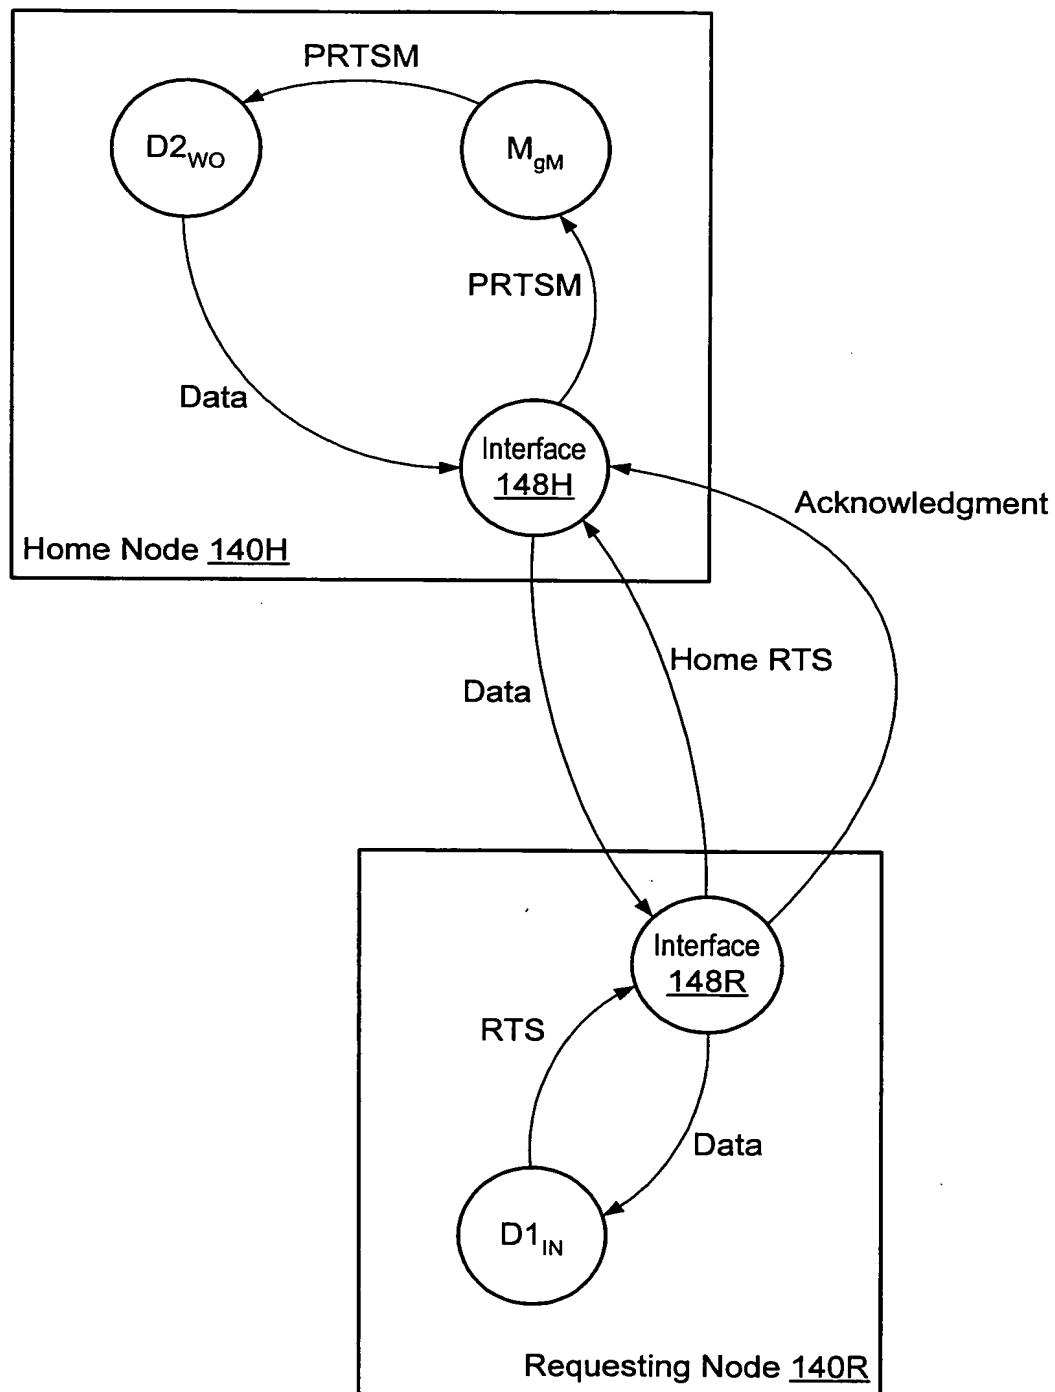 PRTSM
D2WO
MgM
PRTSM
Data
Interface
148H
Acknowledgment
Home Node 140H
Home RTS
Data
Interface
148R
RTS
Data
D1IN
Requesting Node 140R